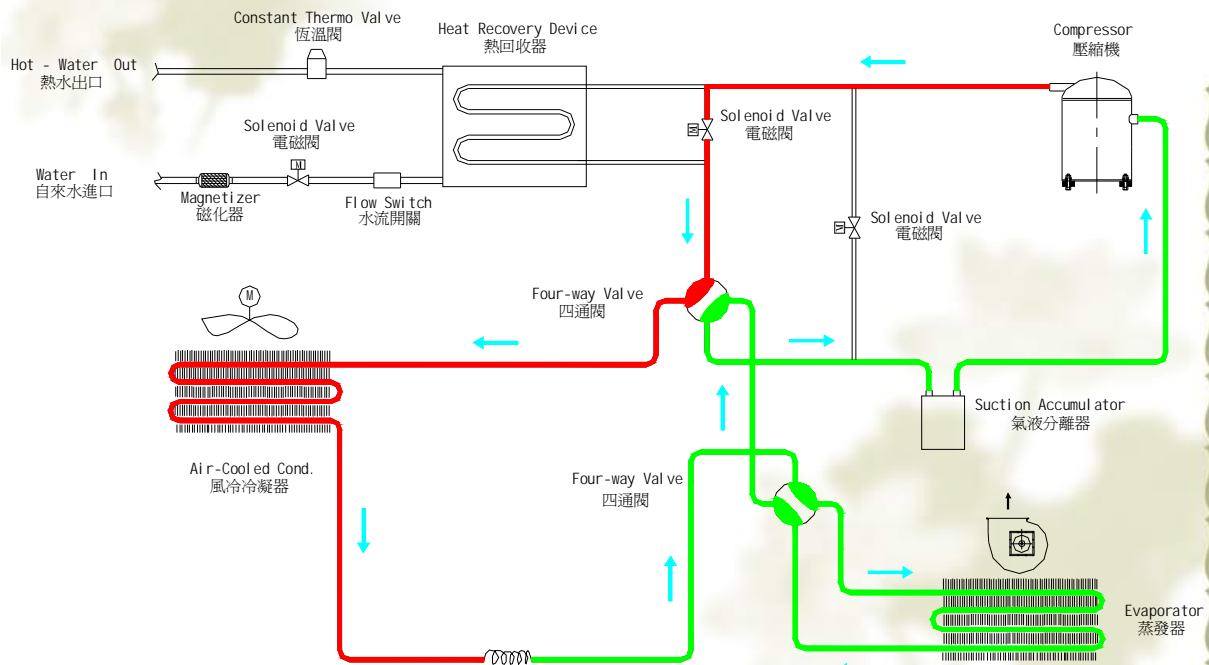 Constant Thermo Valve
恆溫閥
Heat Recovery Device
熱回收器
Compressor
壓縮機
Hot - Water Out
熱水出口
Solenoid Valve
電磁閥
Solenoid Valve
電磁閥
M
M
Water In
自來水進口
Magnetizer
磁化器
Flow Switch
水流開關
Solenoid Valve
電磁閥
M
Four-way Valve
四通閥
M
Suction Accumulator
氣液分離器
Air-Cooled Cond.
風冷冷凝器
Four-way Valve
四通閥
Evaporator
蒸發器